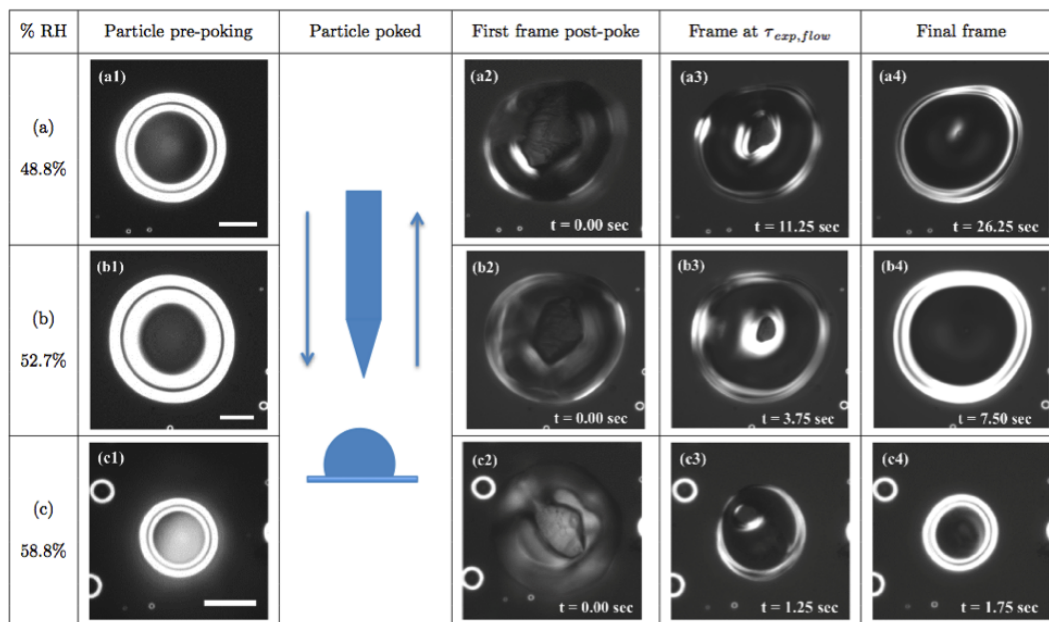 % RH Particle pre-poking Particle poked First frame post-poke Frame at τexp,flow Final frame
(a)
48.8%
(a1)
(a2)
t = 0.00 sec
(a3)
t = 11.25 sec
(a4)
t = 26.25 sec
(b)
52.7%
(b1)
(b2)
t = 0.00 sec
(b3)
t = 3.75 sec
(b4)
t = 7.50 sec
(c)
58.8%
(c1)
(c2)
t = 0.00 sec
(c3)
t = 1.25 sec
(c4)
t = 1.75 sec